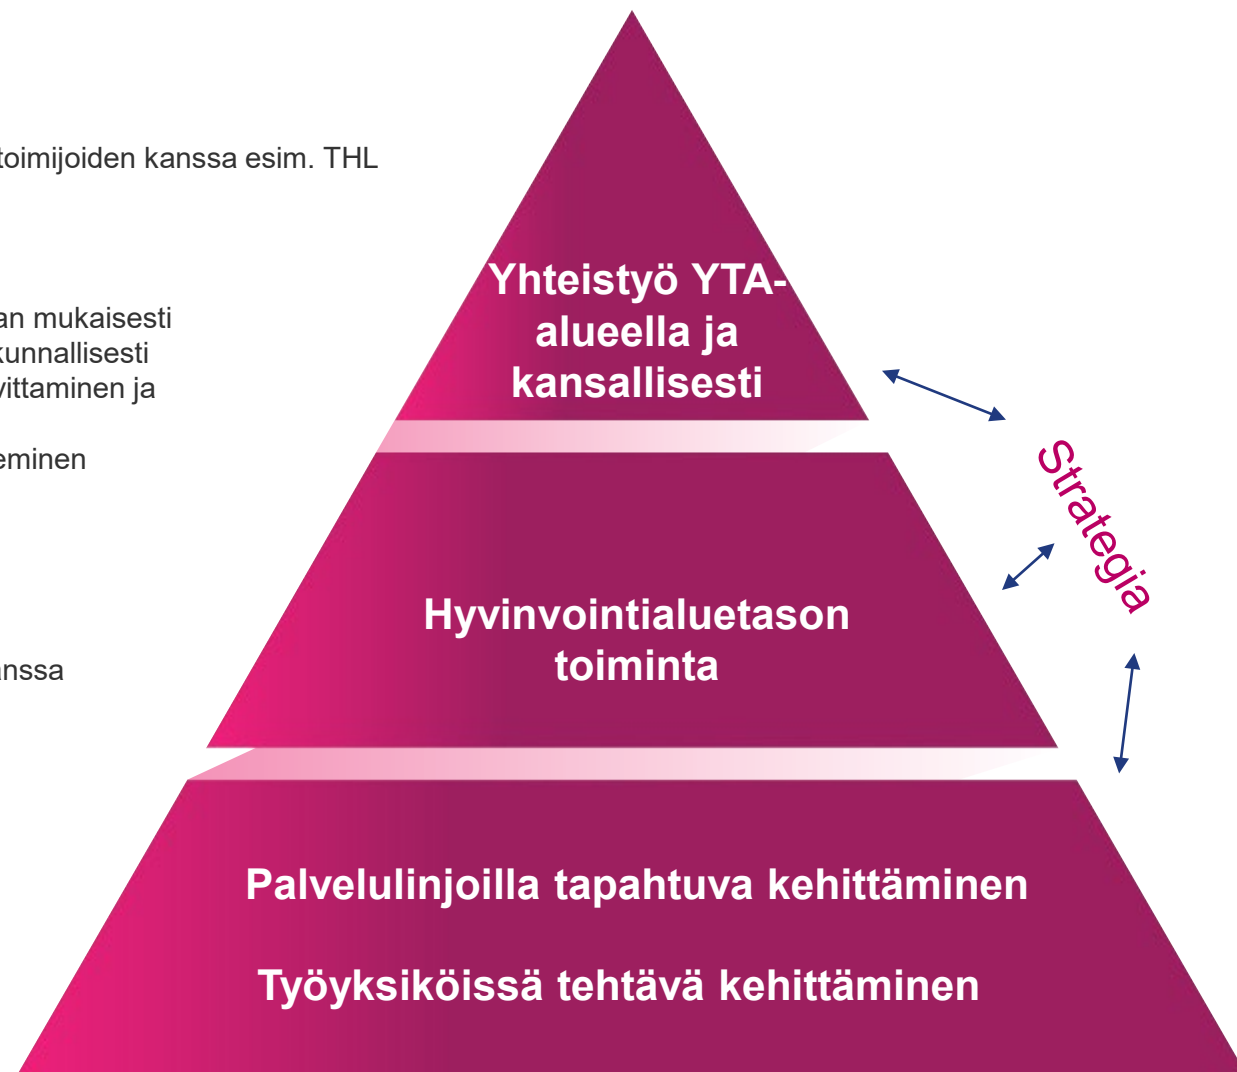 toimijoiden kanssa esim. THL
Yhteistyö YTA-
alueella ja
kansallisesti
an mukaisesti
kunnallisesti
vittaminen ja
eminen
Strategia
Hyvinvointialuetason
toiminta
anssa
Palvelulinjoilla tapahtuva kehittäminen
Työyksiköissä tehtävä kehittäminen